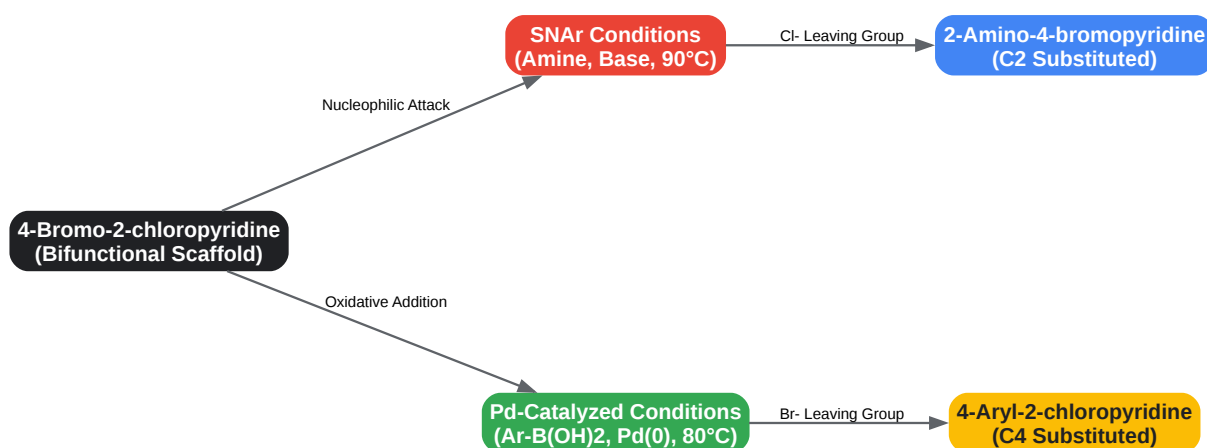 SNAr Conditions
(Amine, Base, 90°C)
Cl- Leaving Group
2-Amino-4-bromopyridine
(C2 Substituted)
Nucleophilic Attack
4-Bromo-2-chloropyridine
(Bifunctional Scaffold)
Oxidative Addition
Pd-Catalyzed Conditions
(Ar-B(OH)2, Pd(0), 80°C)
Br- Leaving Group
4-Aryl-2-chloropyridine
(C4 Substituted)